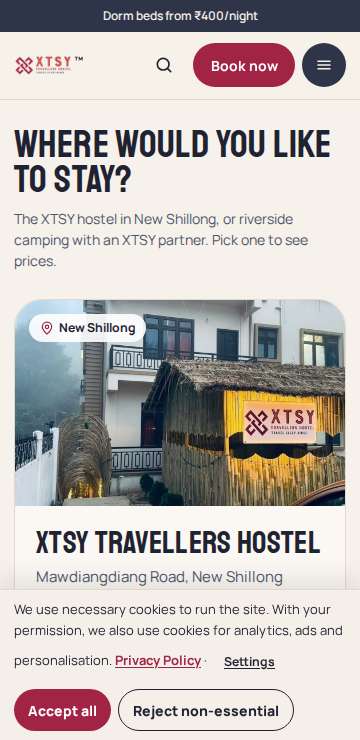 Dorm beds from ₹400/night
XTSY ™
Book now
WHERE WOULD YOU LIKE
TO STAY?
The XTSY hostel in New Shillong, or riverside
camping with an XTSY partner. Pick one to see
prices.
New Shillong
XTSY
TRAVELLERS HOSTEL
XTSY TRAVELLERS HOSTEL
Mawdiangdiang Road, New Shillong
We use necessary cookies to run the site. With your
permission, we also use cookies for analytics, ads and
personalisation. Privacy Policy · Settings
Accept all
Reject non-essential